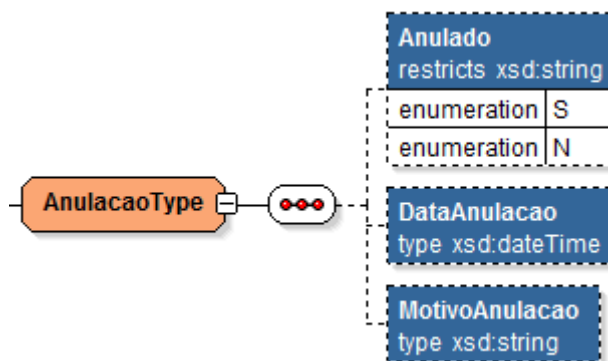 Anulado
restricts xsd:string
enumeration S
enumeration N
AnulacaoType
DataAnulacao
type xsd:dateTime
MotivoAnulacao
type xsd:string